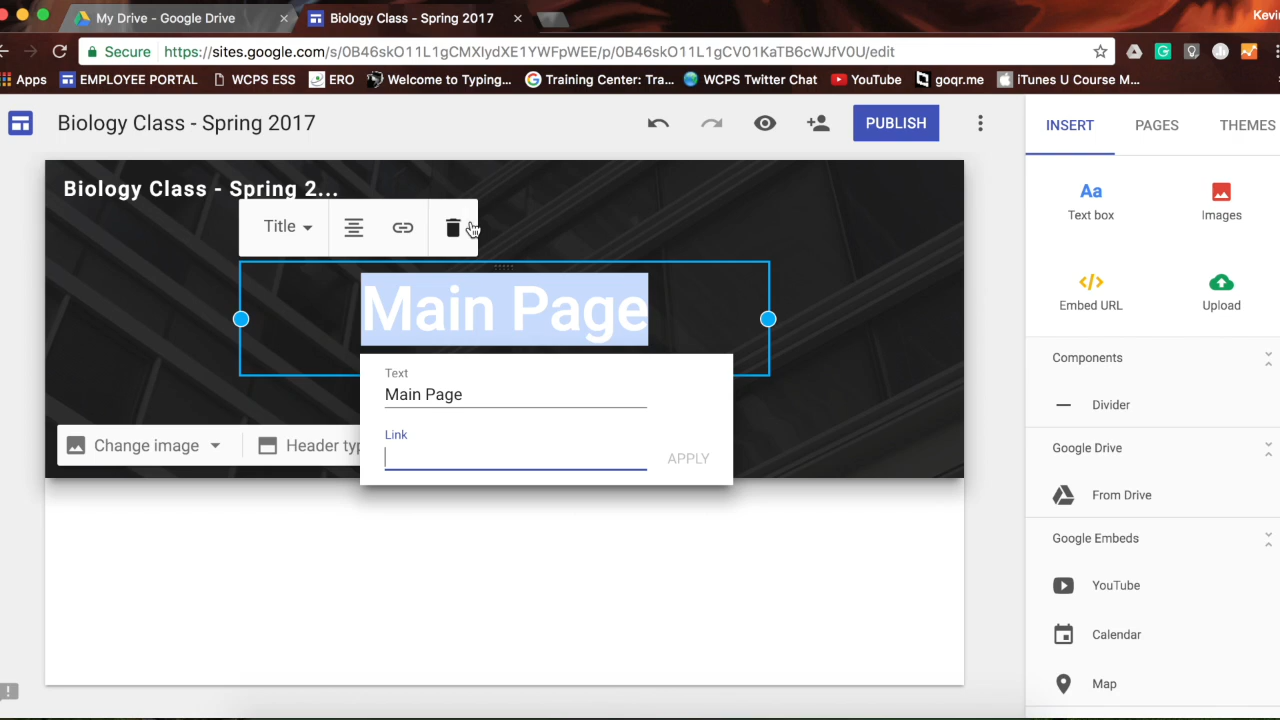 My Drive - Google Drive
Biology Class - Spring 2017
Kevin
Secure https://sites.google.com/s/0B46skO11L1gCMXlydXE1YWFpWEE/p/0B46skO11L1gCV01KaTB6cWJfV0U/edit
Apps EMPLOYEE PORTAL WCPS ESS ERO Welcome to Typing... Training Center: Tra... WCPS Twitter Chat YouTube goqr.me iTunes U Course M...
Biology Class - Spring 2017
PUBLISH
INSERT PAGES THEMES
Biology Class - Spring 2...
Title
Main Page
Text
Main Page
Link
APPLY
Change image
Header typ
Aa
Text box
Images
Embed URL
Upload
Components
Divider
Google Drive
From Drive
Google Embeds
YouTube
Calendar
Map